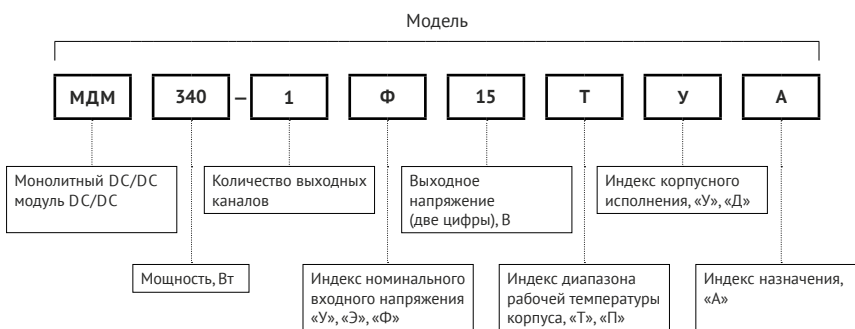 Модель
МДМ 340 – 1 Ф 15 Т У А
Монолитный DC/DC
модуль DC/DC
Количество выходных
каналов
Выходное
напряжение
(две цифры), В
Индекс корпусного
исполнения, «У», «Д»
Мощность, Вт
Индекс номинального
входного напряжения
«У», «Э», «Ф»
Индекс диапазона
рабочей температуры
корпуса, «Т», «П»
Индекс назначения,
«А»